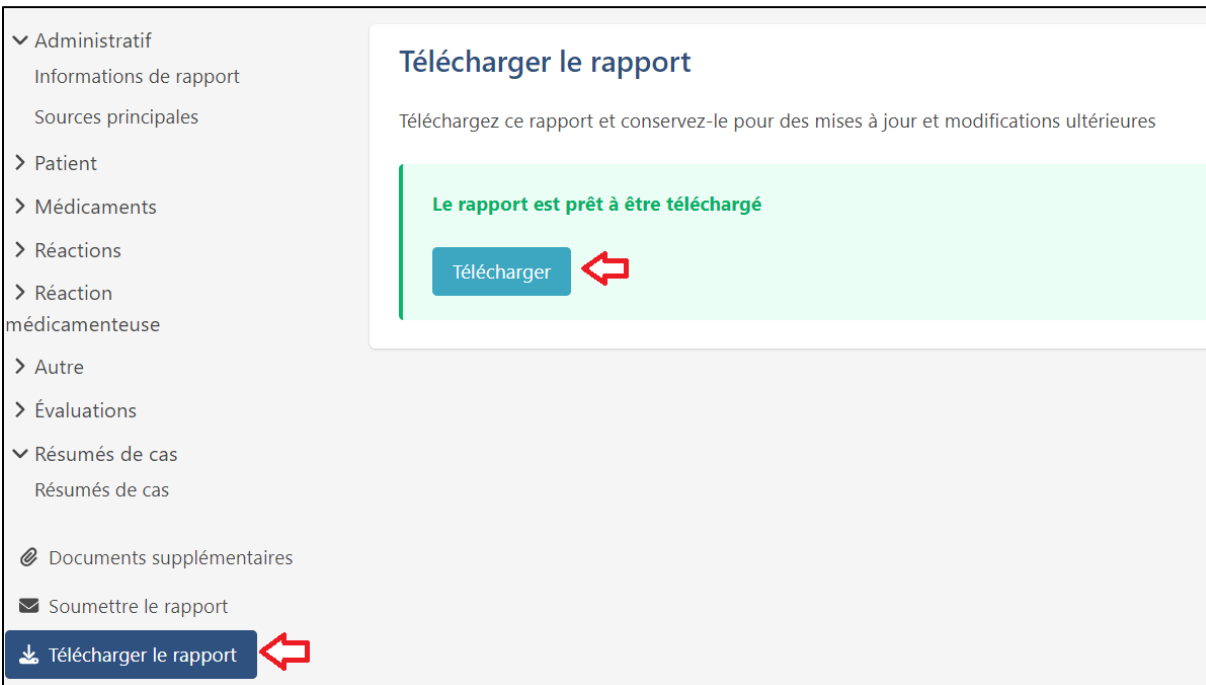 Administratif
Informations de rapport
Sources principales
Patient
Médicaments
Réactions
Réaction
médicamenteuse
Autre
Évaluations
Résumés de cas
Résumés de cas
Documents supplémentaires
Soumettre le rapport
Télécharger le rapport
Télécharger le rapport
Téléchargez ce rapport et conservez-le pour des mises à jour et modifications ultérieures
Le rapport est prêt à être téléchargé
Télécharger